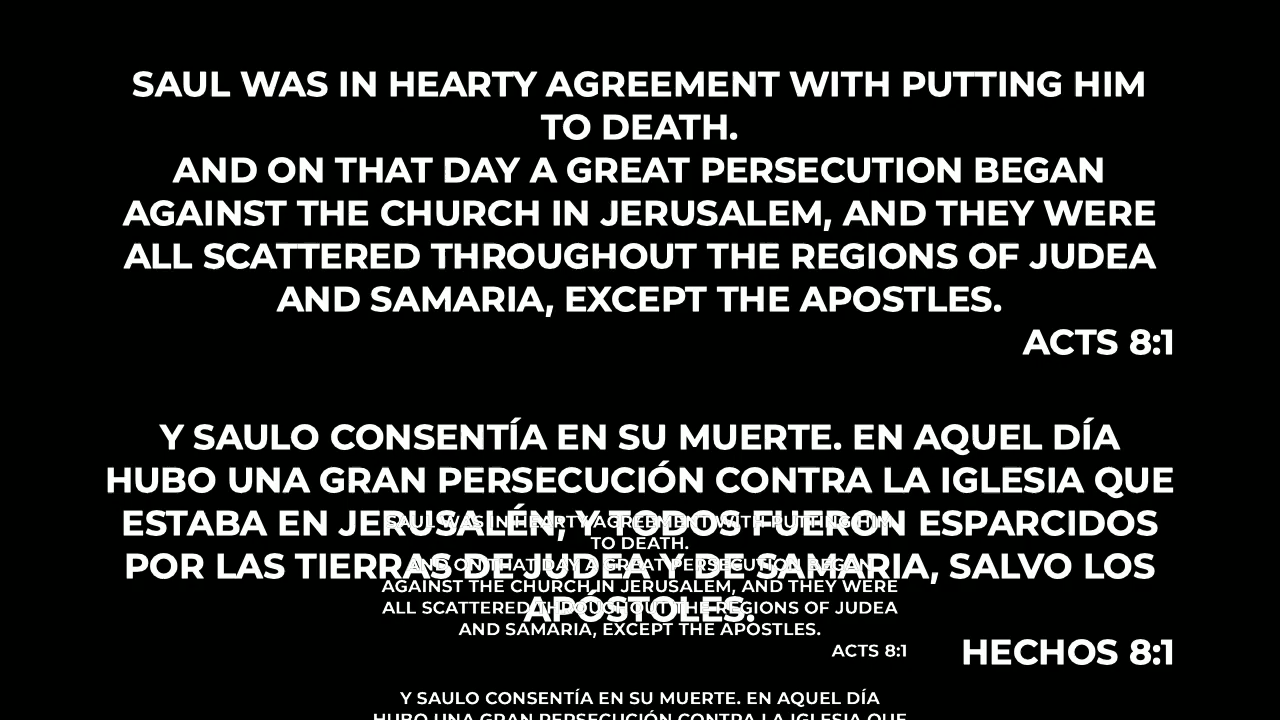 SAUL WAS IN HEARTY AGREEMENT WITH PUTTING HIM
TO DEATH.
AND ON THAT DAY A GREAT PERSECUTION BEGAN
AGAINST THE CHURCH IN JERUSALEM, AND THEY WERE
ALL SCATTERED THROUGHOUT THE REGIONS OF JUDEA
AND SAMARIA, EXCEPT THE APOSTLES.
ACTS 8:1
Y SAULO CONSENTÍA EN SU MUERTE. EN AQUEL DÍA
HUBO UNA GRAN PERSECUCIÓN CONTRA LA IGLESIA QUE
ESTABA EN JERUSALÉN; Y TODOS FUERON ESPARCIDOS
POR LAS TIERRAS DE JUDEA Y DE SAMARIA, SALVO LOS
APÓSTOLES.
HECHOS 8:1
SAUL WAS IN HEARTY AGREEMENT WITH PUTTING HIM
TO DEATH.
AND ON THAT DAY A GREAT PERSECUTION BEGAN
AGAINST THE CHURCH IN JERUSALEM, AND THEY WERE
ALL SCATTERED THROUGHOUT THE REGIONS OF JUDEA
AND SAMARIA, EXCEPT THE APOSTLES.
ACTS 8:1
Y SAULO CONSENTÍA EN SU MUERTE. EN AQUEL DÍA
HUBO UNA GRAN PERSECUCIÓN CONTRA LA IGLESIA QUE